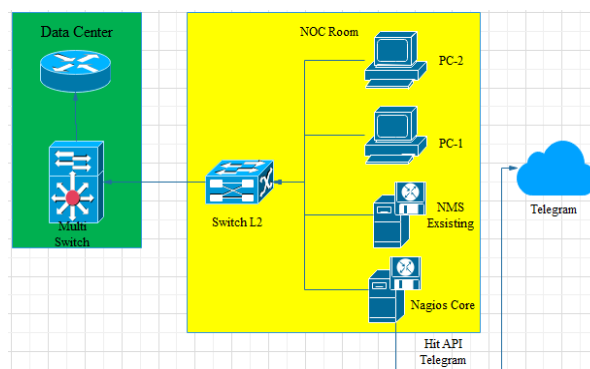 Data Center
NOC Room
PC-2
PC-1
Multi
Switch
Switch L2
NMS
Exsisting
Telegram
Nagios Core
Hit API
Telegram